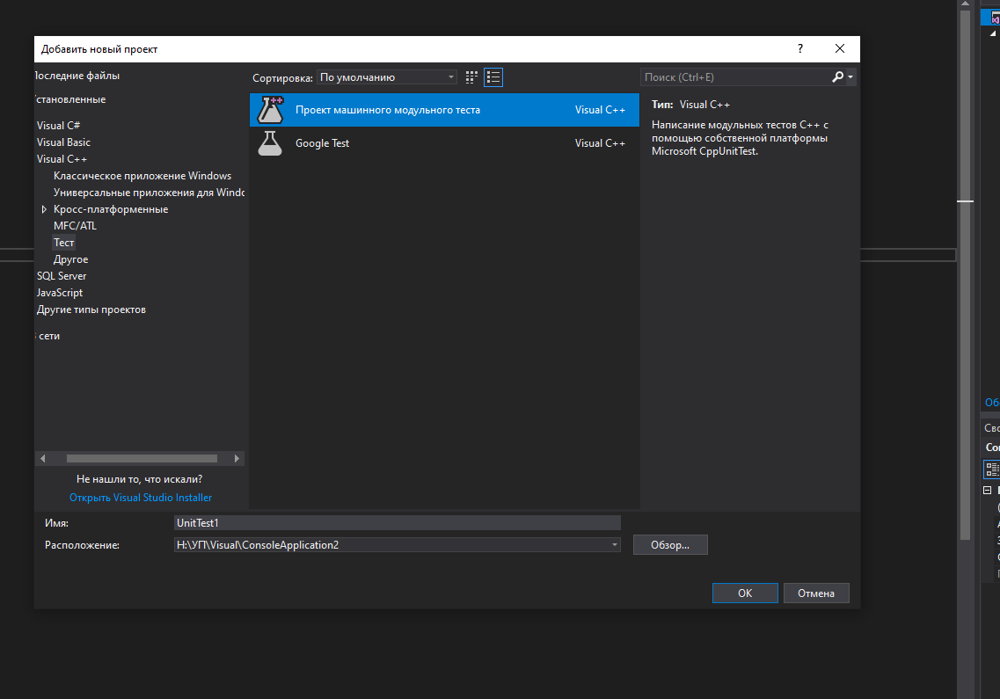 Добавить новый проект
?
Последние файлы
Установленные
Visual C#
Visual Basic
Visual C++
Классическое приложение Windows
Универсальные приложения для Windo
Кросс-платформенные
MFC/ATL
Тест
Другое
SQL Server
JavaScript
Другие типы проектов
В сети
Не нашли то, что искали?
Открыть Visual Studio Installer
Сортировка: По умолчанию
Проект машинного модульного теста Visual C++
Google Test Visual C++
Поиск (Ctrl+E)
Тип: Visual C++
Написание модульных тестов C++ с
помощью собственной платформы
Microsoft CppUnitTest.
Имя: UnitTest1
Расположение: H:\УП\Visual\ConsoleApplication2
Обзор...
OK Отмена
Об
Сво